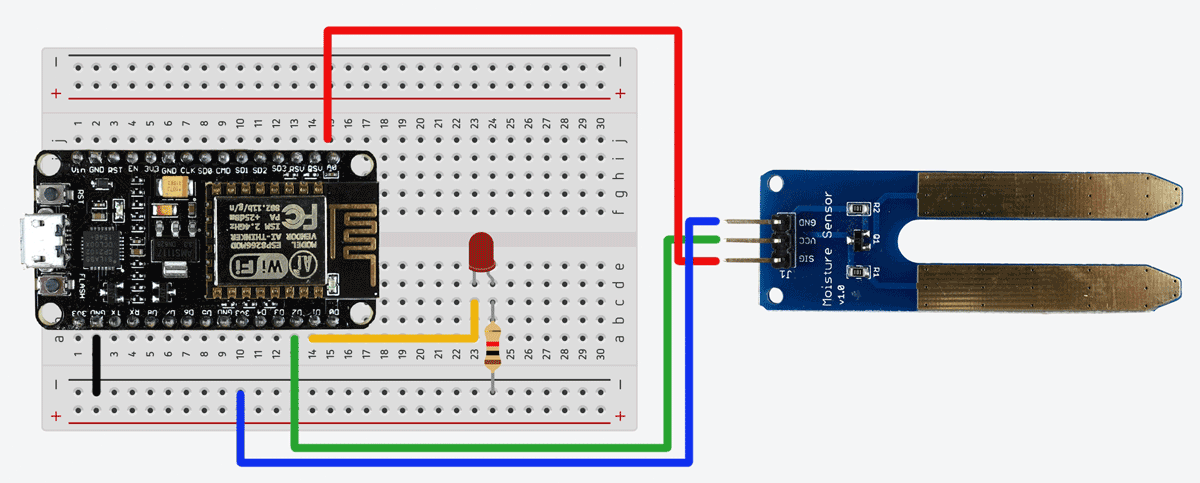 − −
+ +
1 2 3 4 5 6 7 8 9 10 11 12 13 14 15 16 17 18 19 20 21 22 23 24 25 26 27 28 29 30
j j
i
h
g
f
Vin GND RST EN 3V3 GND CLK SD0 CMD SD1 SD2 SD3 RSV RSV A0
RST
FLASH
MODEL ESP8266MOD
VENDOR AI-THINKER
ISM 2.4GHz
PA +25dBm
802.11b/g/n
FC
Wi Fi
Ai
3V3 GND Tx Rx D8 D7 D6 D5 GND 3V3 D4 D3 D2 D1 D0
e
d
c
b
a a
1 2 3 4 5 6 7 8 9 10 11 12 13 14 15 16 17 18 19 20 21 22 23 24 25 26 27 28 29 30
− −
+ +
GND
VCC
SIG
J1
Moisture Sensor
v1.0
R2
Q1
R1